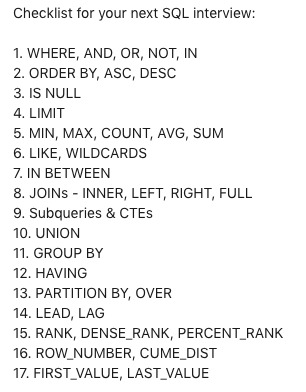 Checklist for your next SQL interview:
1. WHERE, AND, OR, NOT, IN
2. ORDER BY, ASC, DESC
3. IS NULL
4. LIMIT
5. MIN, MAX, COUNT, AVG, SUM
6. LIKE, WILDCARDS
7. IN BETWEEN
8. JOINs - INNER, LEFT, RIGHT, FULL
9. Subqueries & CTEs
10. UNION
11. GROUP BY
12. HAVING
13. PARTITION BY, OVER
14. LEAD, LAG
15. RANK, DENSE_RANK, PERCENT_RANK
16. ROW_NUMBER, CUME_DIST
17. FIRST_VALUE, LAST_VALUE